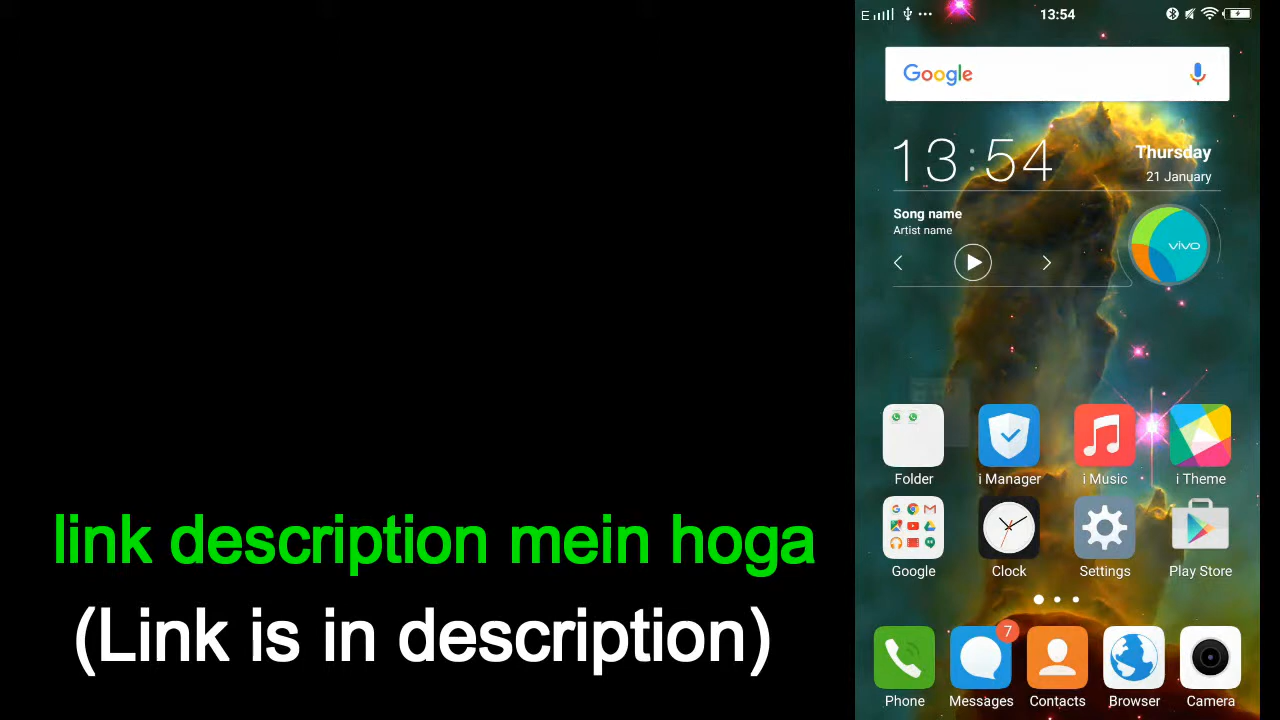 E 13:54
Google
13:54
Thursday
21 January
Song name
Artist name
vivo
Folder
i Manager
i Music
i Theme
Google
Clock
Settings
Play Store
7
Phone
Messages
Contacts
Browser
Camera
link description mein hoga
(Link is in description)